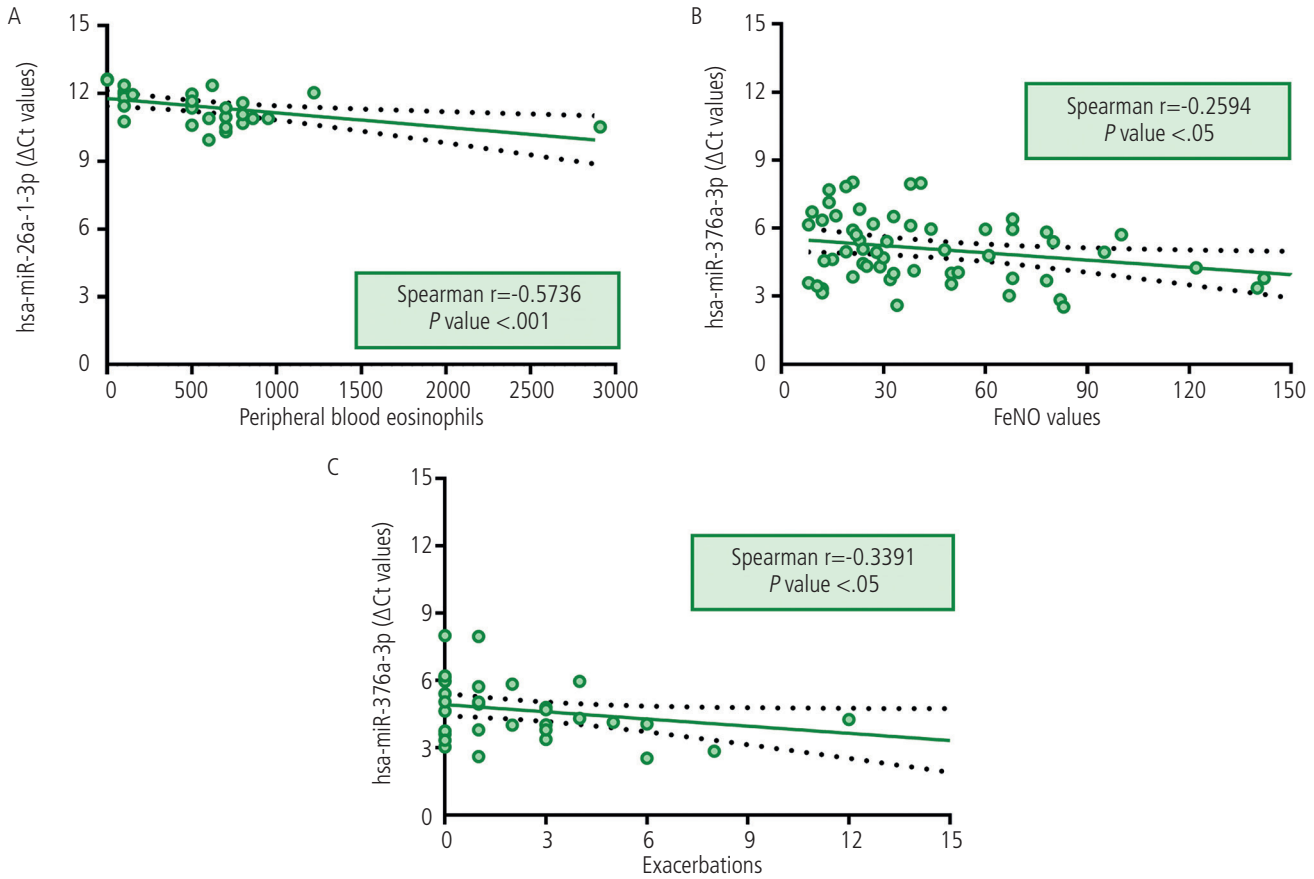 A
hsa-miR-26a-1-3p (ΔCt values)
15
12
9
6
3
0
Spearman r=-0.5736
P value <.001
0 500 1000 1500 2000 2500 3000
Peripheral blood eosinophils
B
hsa-miR-376a-3p (ΔCt values)
15
12
9
6
3
0
Spearman r=-0.2594
P value <.05
0 30 60 90 120 150
FeNO values
C
hsa-miR-376a-3p (ΔCt values)
15
12
9
6
3
0
Spearman r=-0.3391
P value <.05
0 3 6 9 12 15
Exacerbations